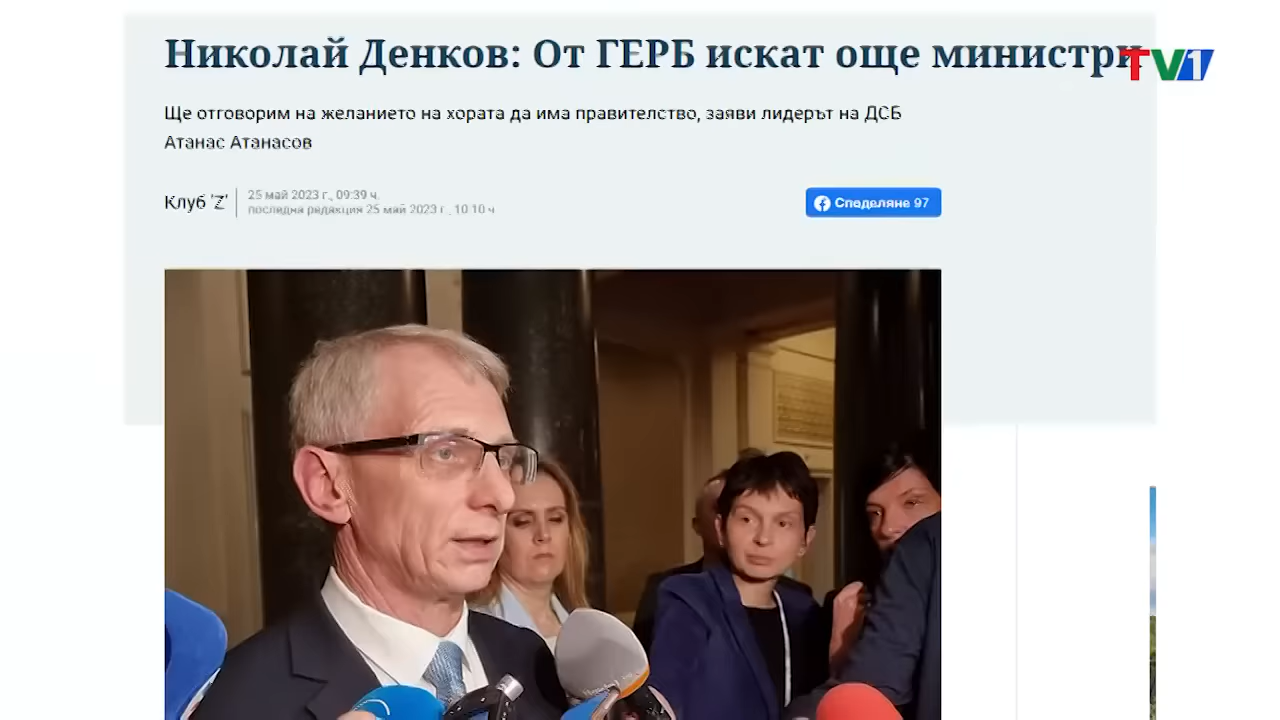 Николай Денков: От ГЕРБ искат още министри
TV1
Ще отговорим на желанието на хората да има правителство, заяви лидерът на ДСБ
Атанас Атанасов
Клуб 'Z'
25 май 2023 г., 09:39 ч.
последна редакция 25 май 2023 г., 10:10 ч
Споделяне 97